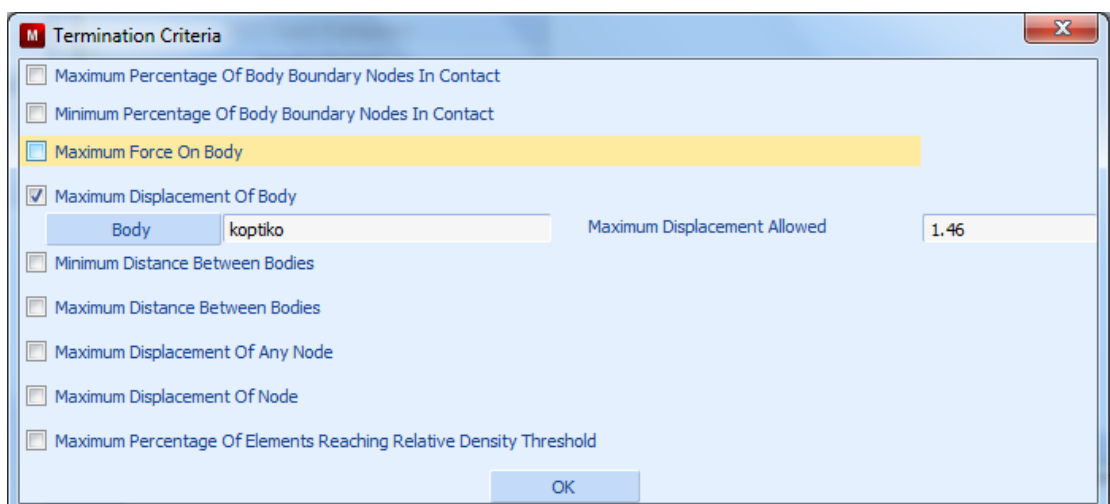 M Termination Criteria
Maximum Percentage Of Body Boundary Nodes In Contact
Minimum Percentage Of Body Boundary Nodes In Contact
Maximum Force On Body
Maximum Displacement Of Body
Body koptiko Maximum Displacement Allowed 1.46
Minimum Distance Between Bodies
Maximum Distance Between Bodies
Maximum Displacement Of Any Node
Maximum Displacement Of Node
Maximum Percentage Of Elements Reaching Relative Density Threshold
OK